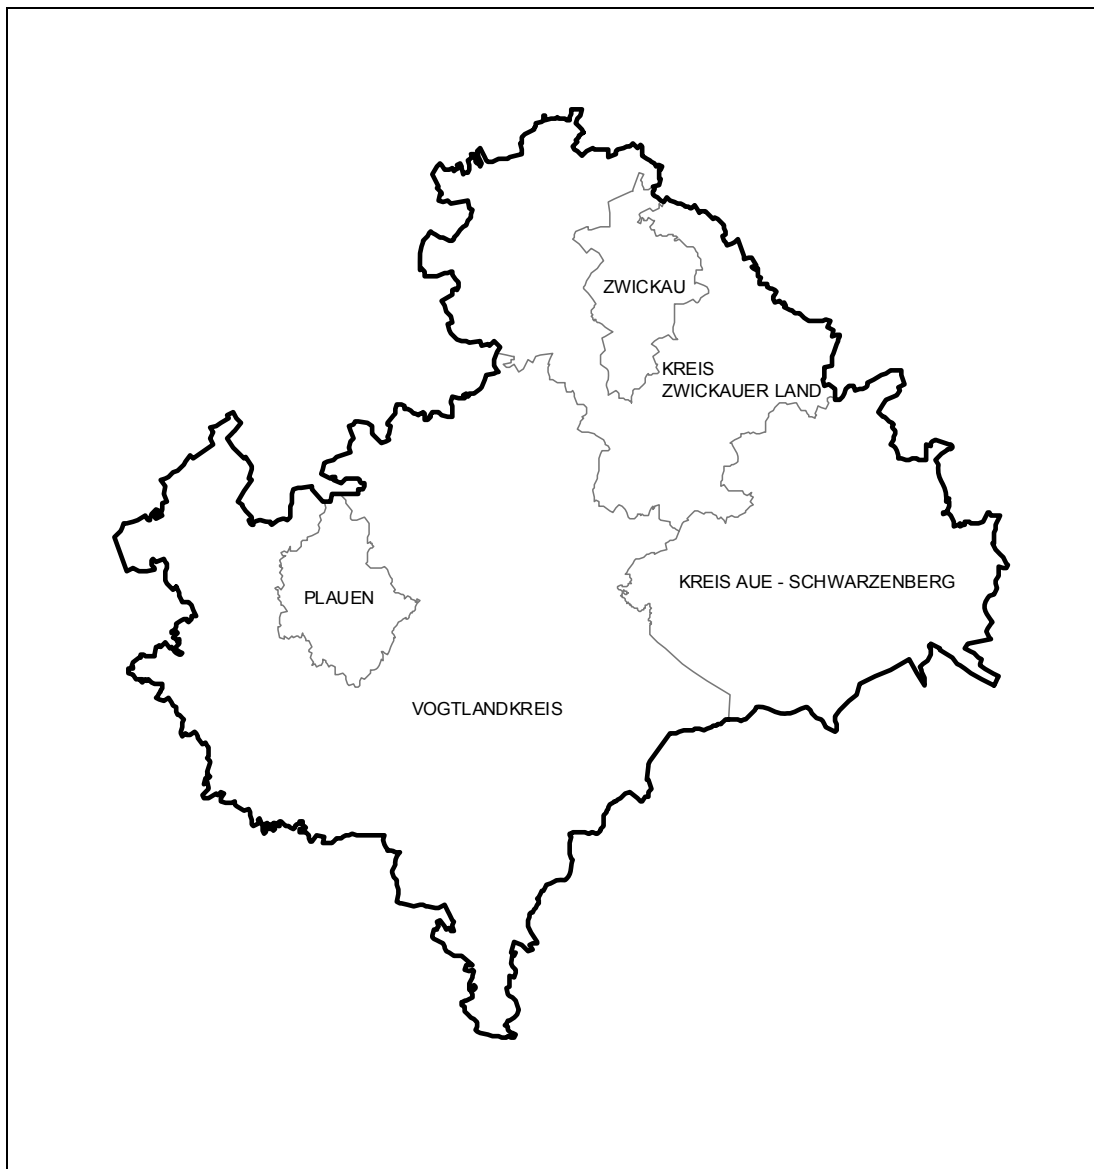 ZWICKAU
KREIS
ZWICKAUER LAND
KREIS AUE - SCHWARZENBERG
PLAUEN
VOGTLANDKREIS